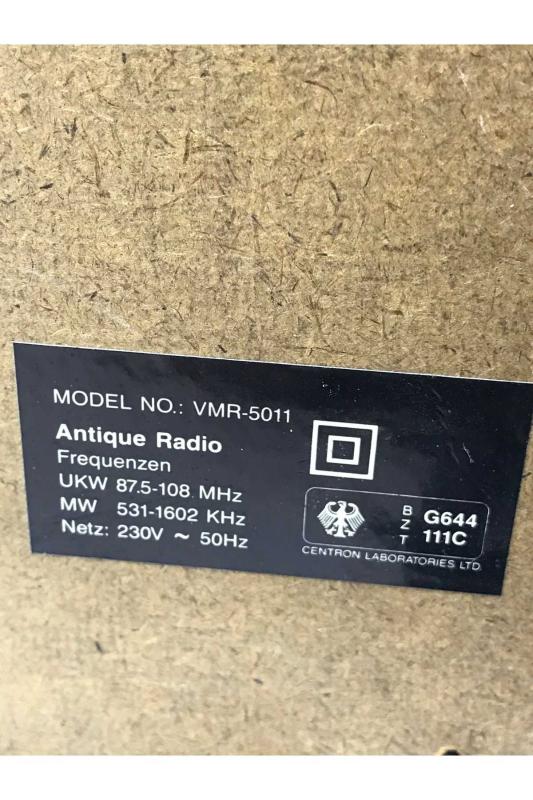 MODEL NO.: VMR-5011
Antique Radio
Frequenzen
UKW 87.5-108 MHz
MW 531-1602 KHz
Netz: 230V ~ 50Hz
BZT
G644
111C
CENTRON LABORATORIES LTD.